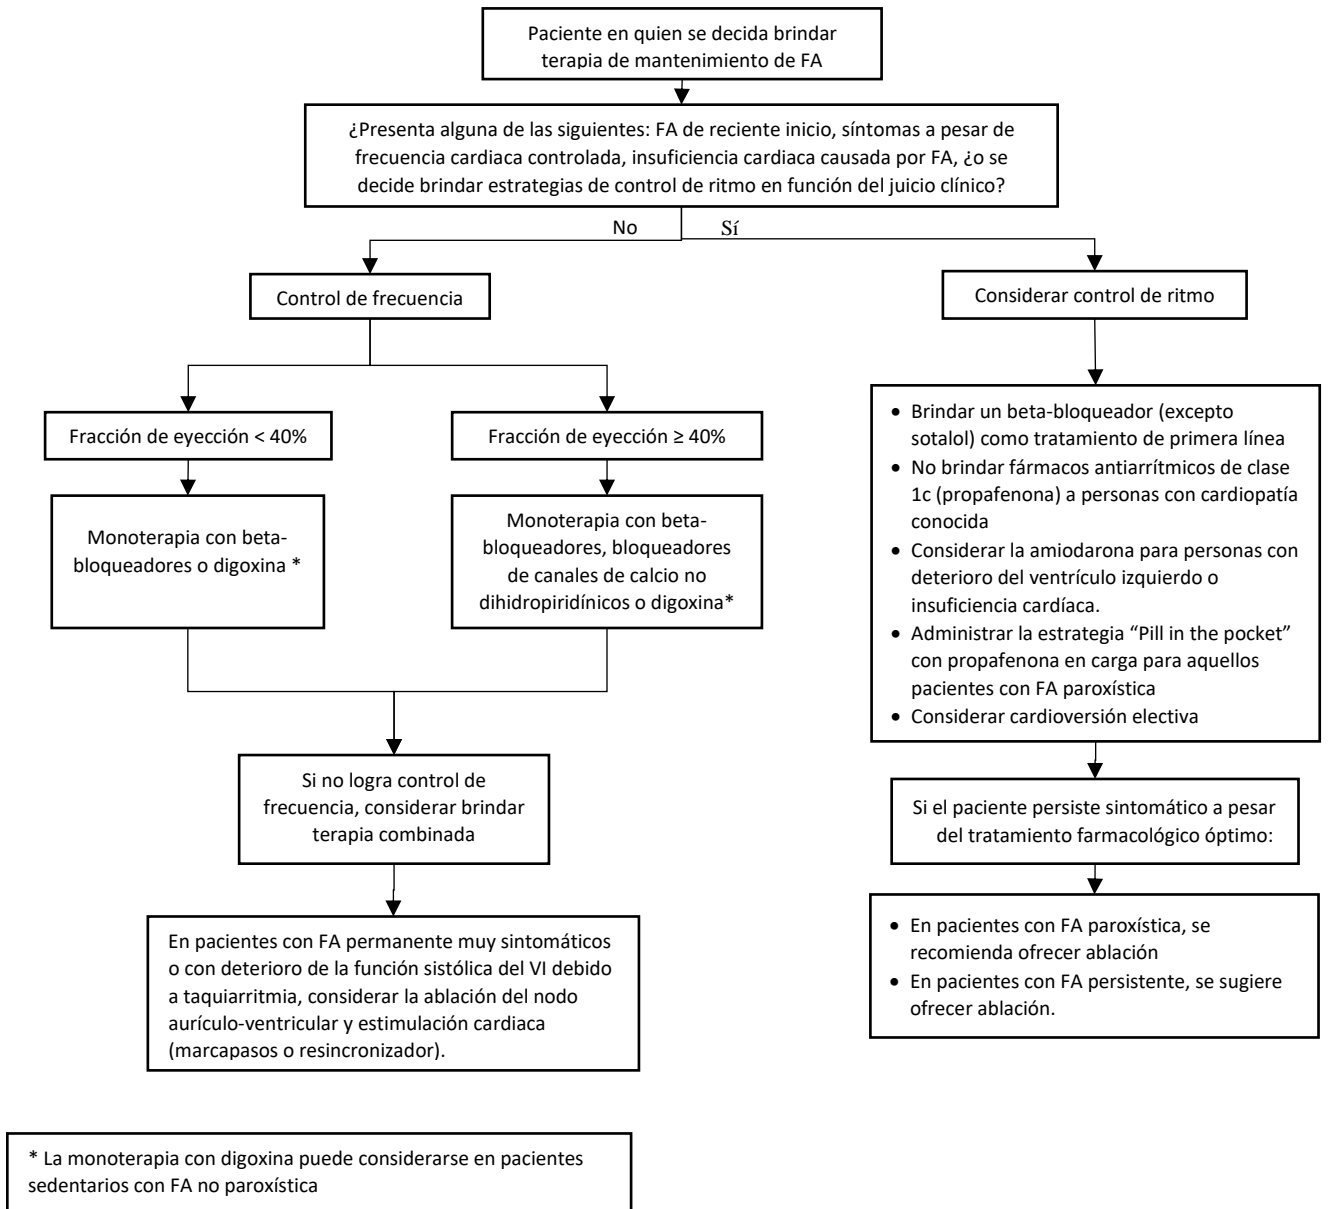 Paciente en quien se decida brindar
terapia de mantenimiento de FA
¿Presenta alguna de las siguientes: FA de reciente inicio, síntomas a pesar de
frecuencia cardiaca controlada, insuficiencia cardiaca causada por FA, ¿o se
decide brindar estrategias de control de ritmo en función del juicio clínico?
No
Sí
Control de frecuencia
Considerar control de ritmo
Fracción de eyección < 40%
Fracción de eyección ≥ 40%
Monoterapia con beta-
bloqueadores o digoxina *
Monoterapia con beta-
bloqueadores, bloqueadores
de canales de calcio no
dihidropiridínicos o digoxina*
• Brindar un beta-bloqueador (excepto
sotalol) como tratamiento de primera línea
• No brindar fármacos antiarrítmicos de clase
1c (propafenona) a personas con cardiopatía
conocida
• Considerar la amiodarona para personas con
deterioro del ventrículo izquierdo o
insuficiencia cardíaca.
• Administrar la estrategia “Pill in the pocket”
con propafenona en carga para aquellos
pacientes con FA paroxística
• Considerar cardioversión electiva
Si no logra control de
frecuencia, considerar brindar
terapia combinada
Si el paciente persiste sintomático a pesar
del tratamiento farmacológico óptimo:
En pacientes con FA permanente muy sintomáticos
o con deterioro de la función sistólica del VI debido
a taquiarritmia, considerar la ablación del nodo
aurículo-ventricular y estimulación cardiaca
(marcapasos o resincronizador).
• En pacientes con FA paroxística, se
recomienda ofrecer ablación
• En pacientes con FA persistente, se sugiere
ofrecer ablación.
* La monoterapia con digoxina puede considerarse en pacientes
sedentarios con FA no paroxística